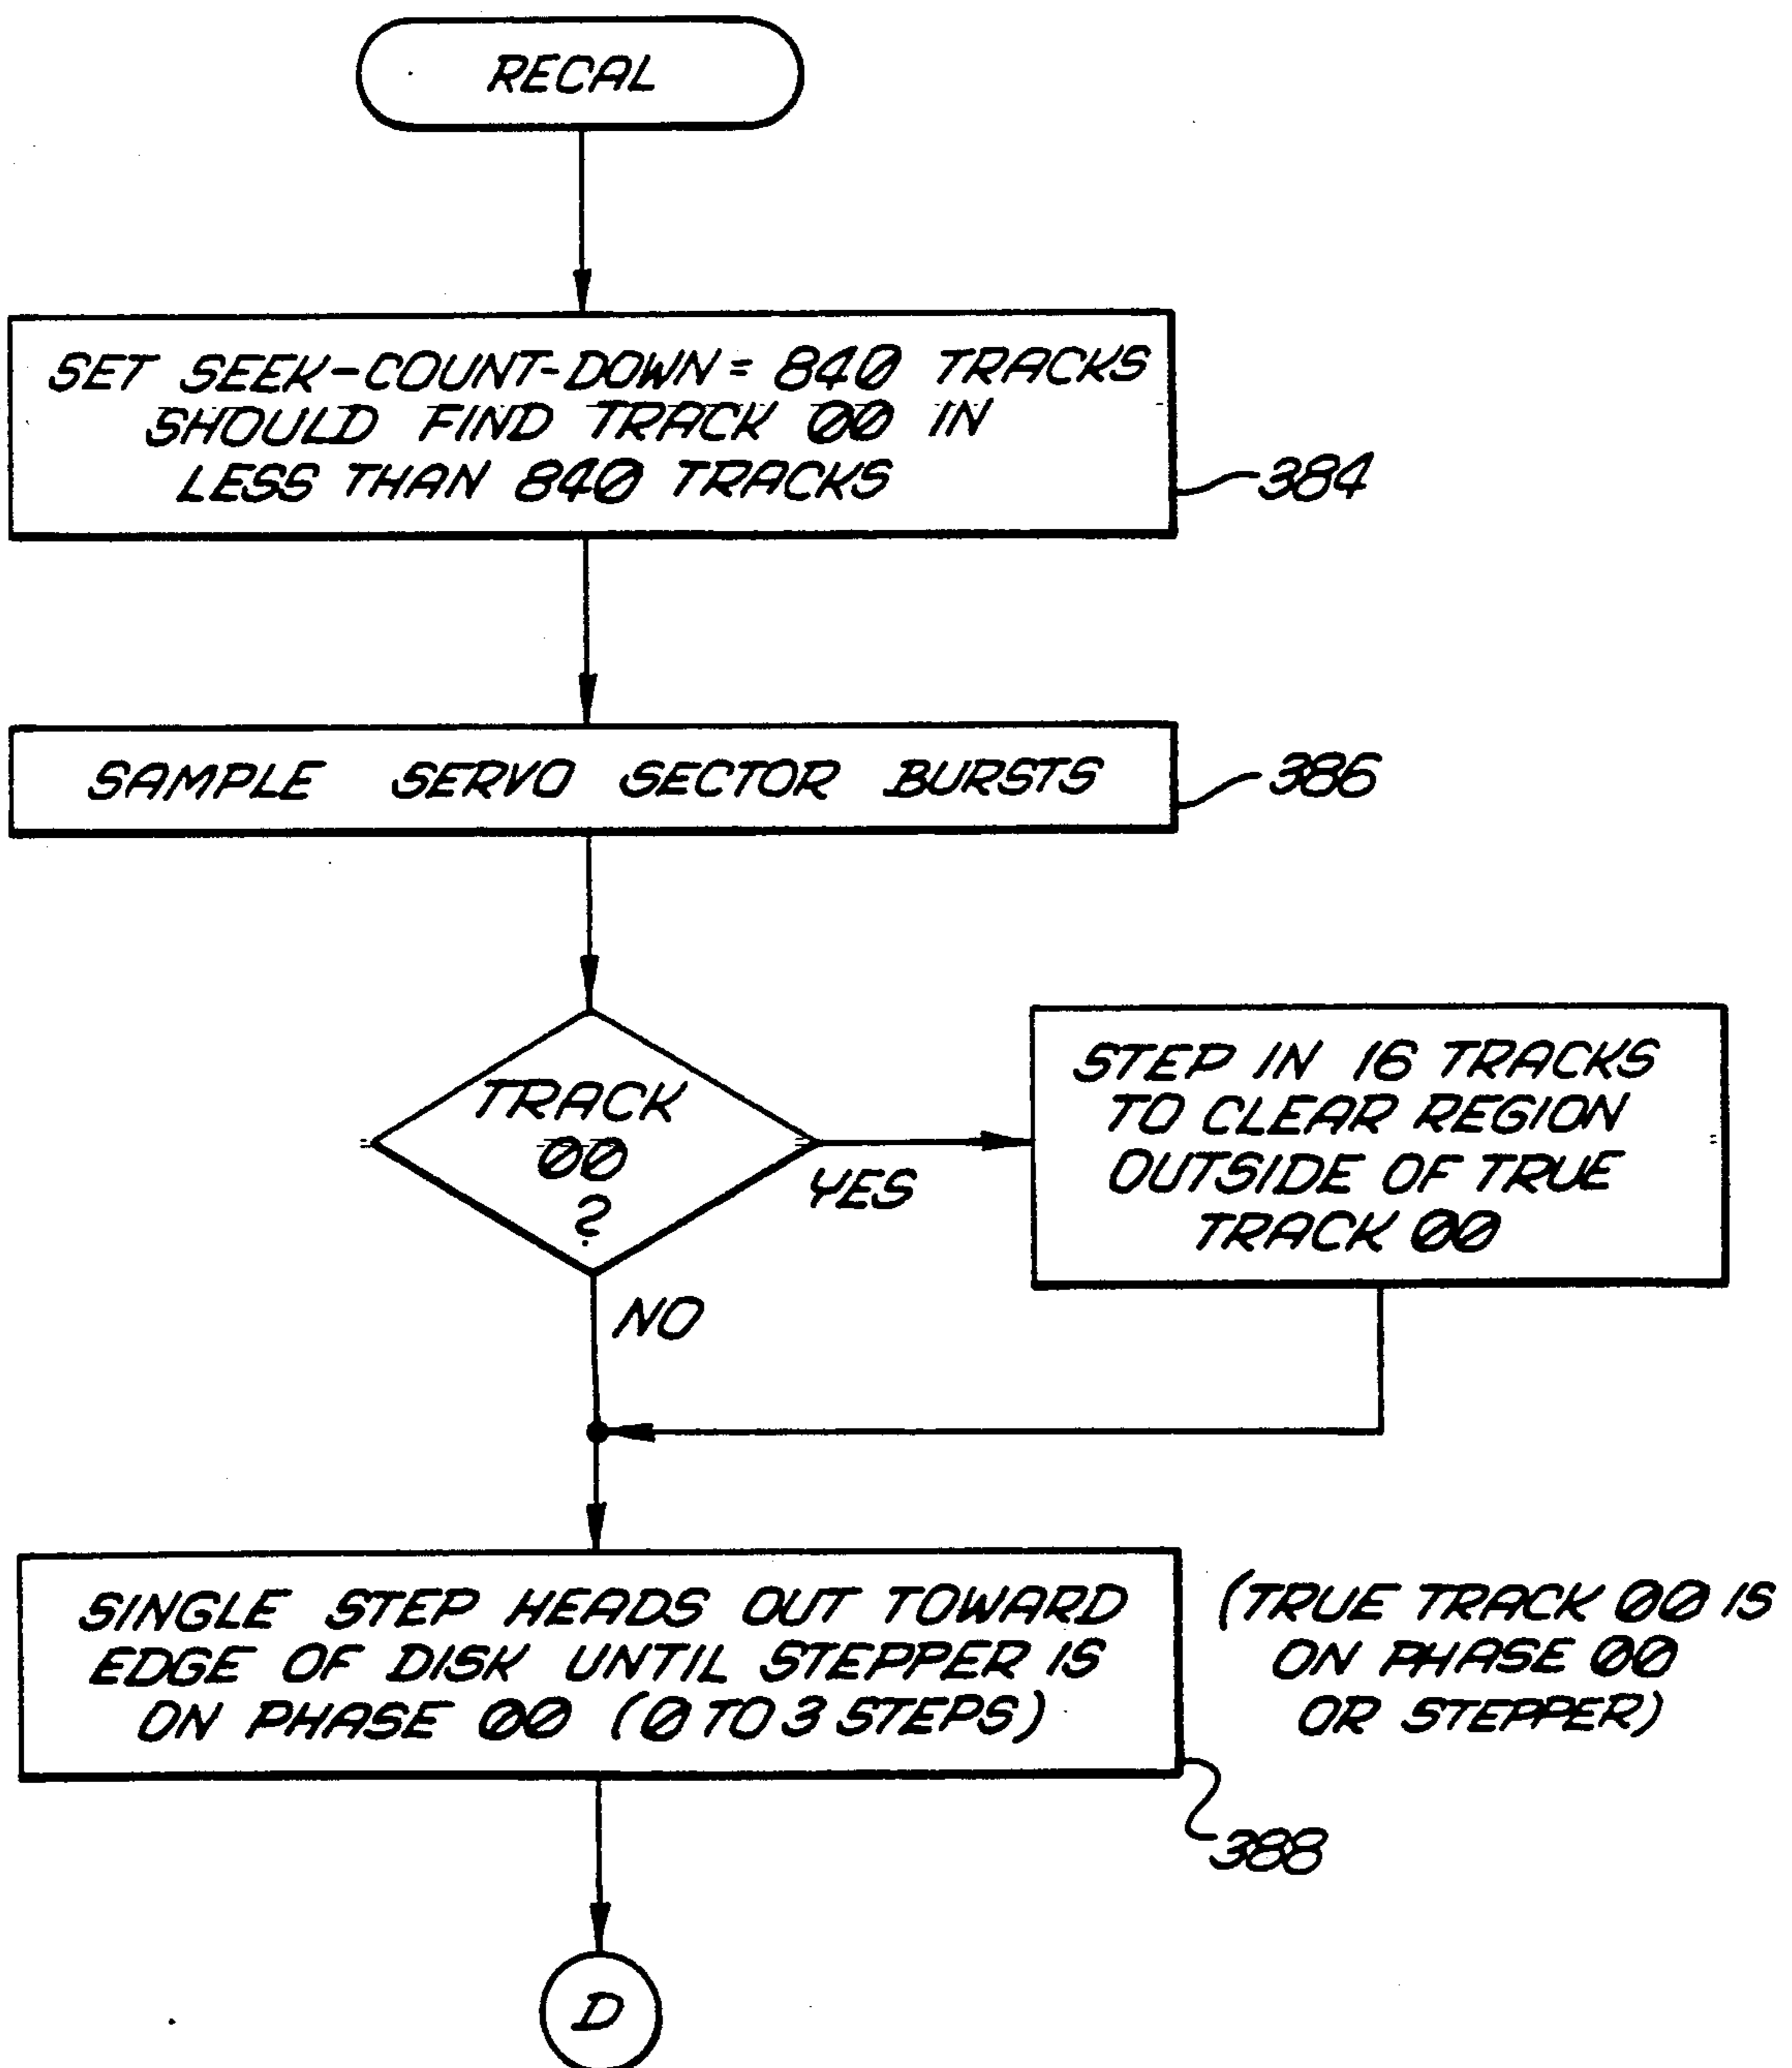 RECAL
SET SEEK-COUNT-DOWN = 840 TRACKS
SHOULD FIND TRACK 00 IN
LESS THAN 840 TRACKS
384
SAMPLE SERVO SECTOR BURSTS
386
TRACK
00
?
YES
STEP IN 16 TRACKS
TO CLEAR REGION
OUTSIDE OF TRUE
TRACK 00
NO
SINGLE STEP HEADS OUT TOWARD
EDGE OF DISK UNTIL STEPPER IS
ON PHASE 00 (0 TO 3 STEPS)
(TRUE TRACK 00 IS
ON PHASE 00
OR STEPPER)
388
D